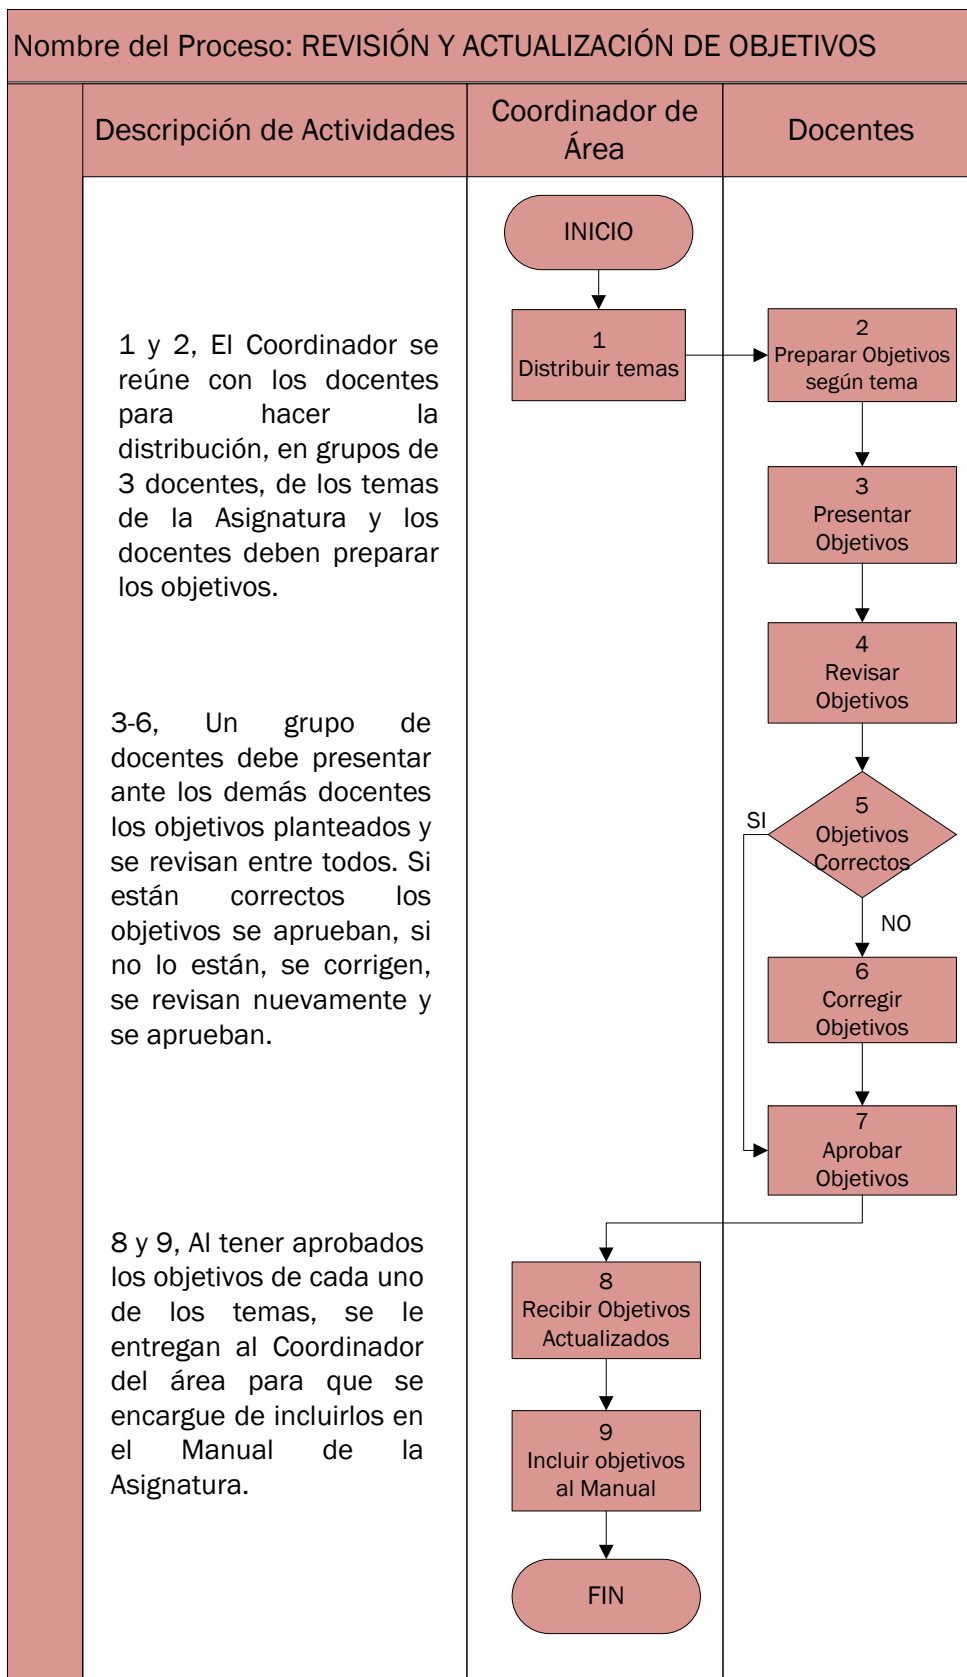 Nombre del Proceso: REVISIÓN Y ACTUALIZACIÓN DE OBJETIVOS
Descripción de Actividades
Coordinador de
Área
Docentes
INICIO
1
Distribuir temas
2
Preparar Objetivos
según tema
1 y 2, El Coordinador se
reúne con los docentes
para hacer la
distribución, en grupos de
3 docentes, de los temas
de la Asignatura y los
docentes deben preparar
los objetivos.
3
Presentar
Objetivos
4
Revisar
Objetivos
3-6, Un grupo de
docentes debe presentar
ante los demás docentes
los objetivos planteados y
se revisan entre todos. Si
están correctos los
objetivos se aprueban, si
no lo están, se corrigen,
se revisan nuevamente y
se aprueban.
5
Objetivos
Correctos
SI
NO
6
Corregir
Objetivos
7
Aprobar
Objetivos
8 y 9, Al tener aprobados
los objetivos de cada uno
de los temas, se le
entregan al Coordinador
del área para que se
encargue de incluirlos en
el Manual de la
Asignatura.
8
Recibir Objetivos
Actualizados
9
Incluir objetivos
al Manual
FIN